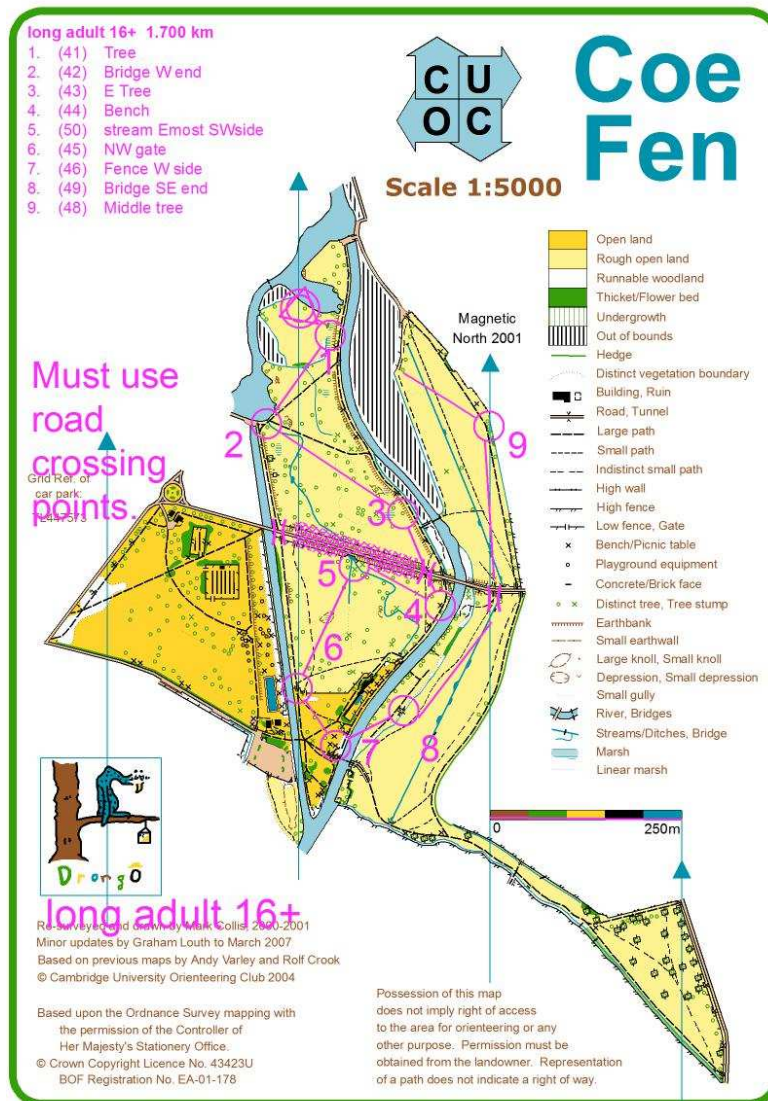 long adult 16+ 1.700 km
1. (41) Tree
2. (42) Bridge W end
3. (43) E Tree
4. (44) Bench
5. (50) stream Emost SWside
6. (45) NW gate
7. (46) Fence W side
8. (49) Bridge SE end
9. (48) Middle tree
C U
O C
Scale 1:5000
Coe
Fen
Open land
Rough open land
Runnable woodland
Thicket/Flower bed
Undergrowth
Out of bounds
Hedge
Distinct vegetation boundary
Building, Ruin
Road, Tunnel
Large path
Small path
Indistinct small path
High wall
High fence
Low fence, Gate
Bench/Picnic table
Playground equipment
Concrete/Brick face
Distinct tree, Tree stump
Earthbank
Small earthwall
Large knoll, Small knoll
Depression, Small depression
Small gully
River, Bridges
Streams/Ditches, Bridge
Marsh
Linear marsh
Magnetic
North 2001
Must use
road
crossing
points.
Grid Ref. of
car park:
1
2
3
4
5
6
7
8
9
0 250m
Drongo
long adult 16+
Re-surveyed and drawn by Mark Collis, 2000-2001
Minor updates by Graham Louth to March 2007
Based on previous maps by Andy Varley and Rolf Crook
© Cambridge University Orienteering Club 2004
Based upon the Ordnance Survey mapping with
the permission of the Controller of
Her Majesty's Stationery Office.
© Crown Copyright Licence No. 43423U
BOF Registration No. EA-01-178
Possession of this map
does not imply right of access
to the area for orienteering or any
other purpose. Permission must be
obtained from the landowner. Representation
of a path does not indicate a right of way.